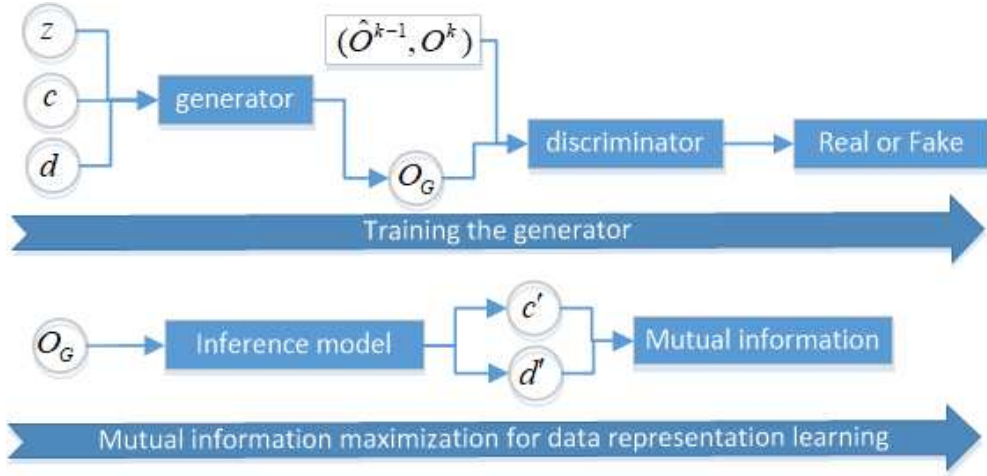 z
c
d
generator
(Ô^{k-1}, O^k)
O_G
discriminator
Real or Fake
Training the generator
O_G
Inference model
c'
d'
Mutual information
Mutual information maximization for data representation learning